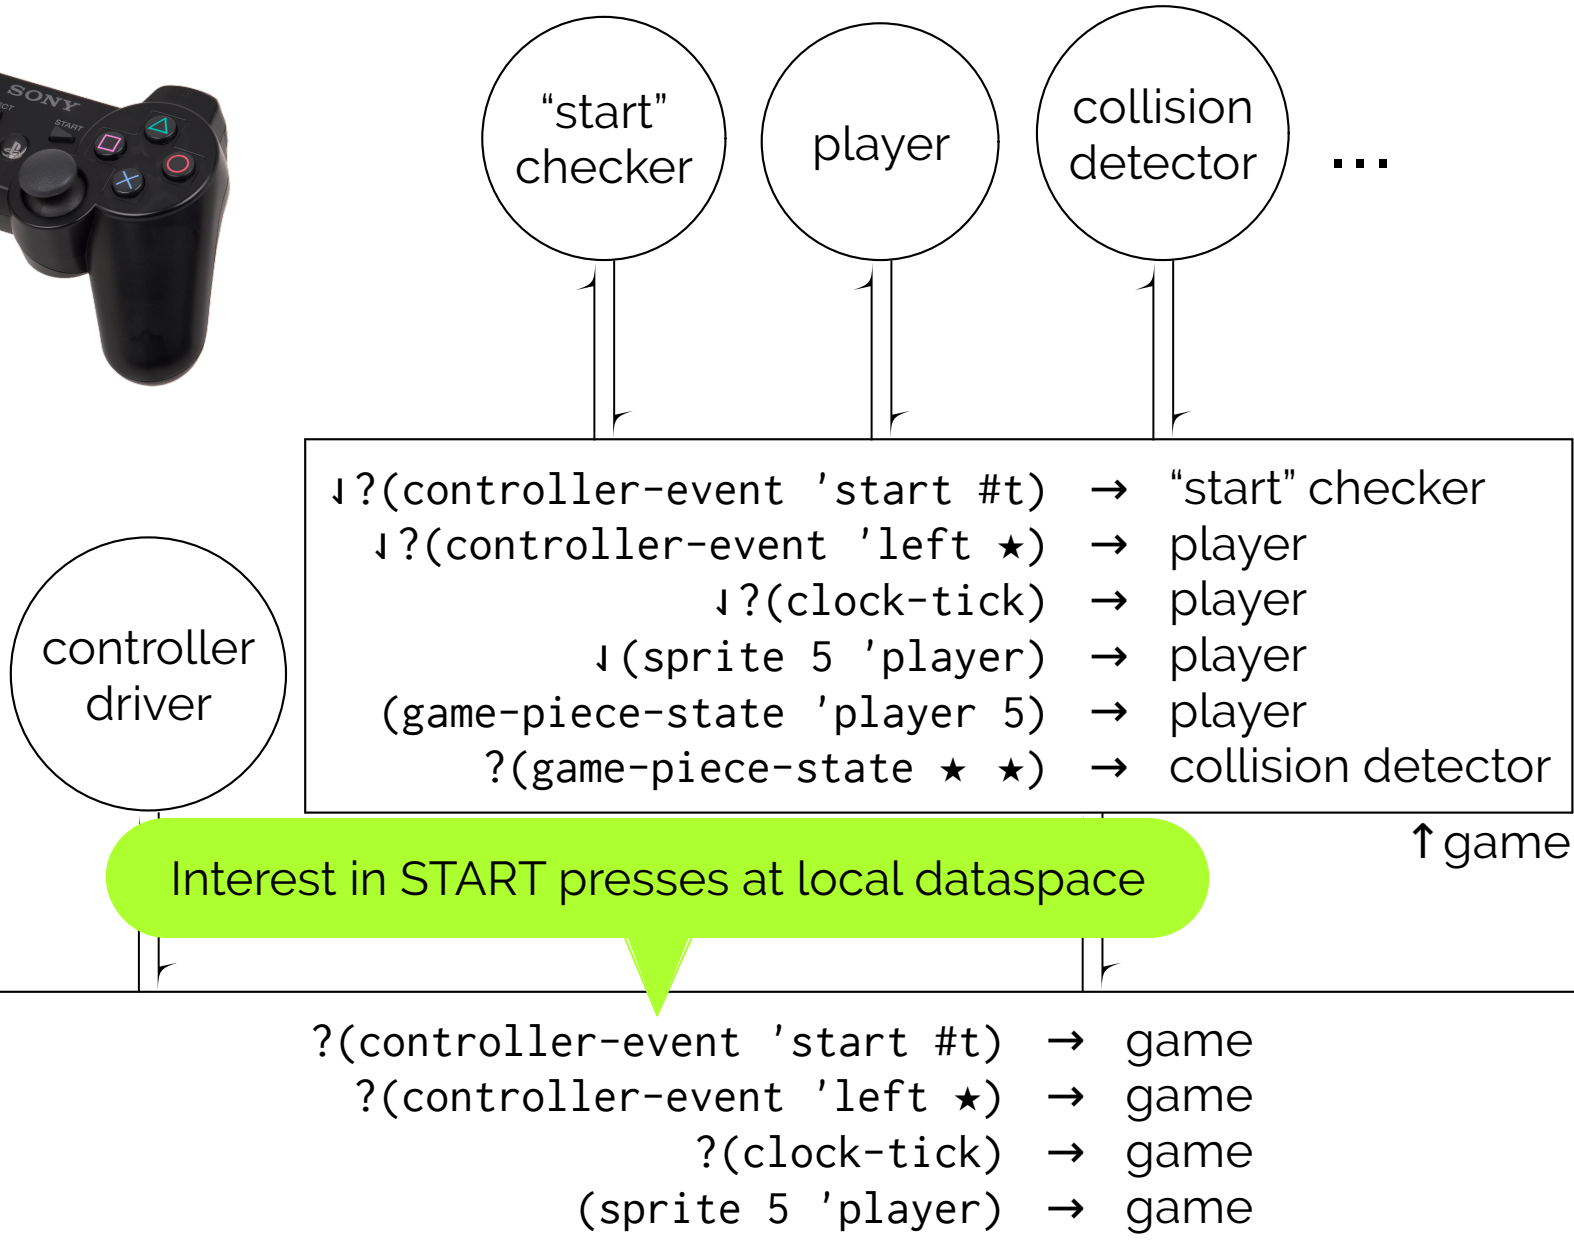 SONY
START
“start”
checker
player
collision
detector
...
⇃?(controller-event 'start #t) → “start” checker
⇃?(controller-event 'left ★) → player
⇃?(clock-tick) → player
⇃(sprite 5 'player) → player
(game-piece-state 'player 5) → player
?(game-piece-state ★ ★) → collision detector
controller
driver
↑game
Interest in START presses at local dataspace
?(controller-event 'start #t) → game
?(controller-event 'left ★) → game
?(clock-tick) → game
(sprite 5 'player) → game